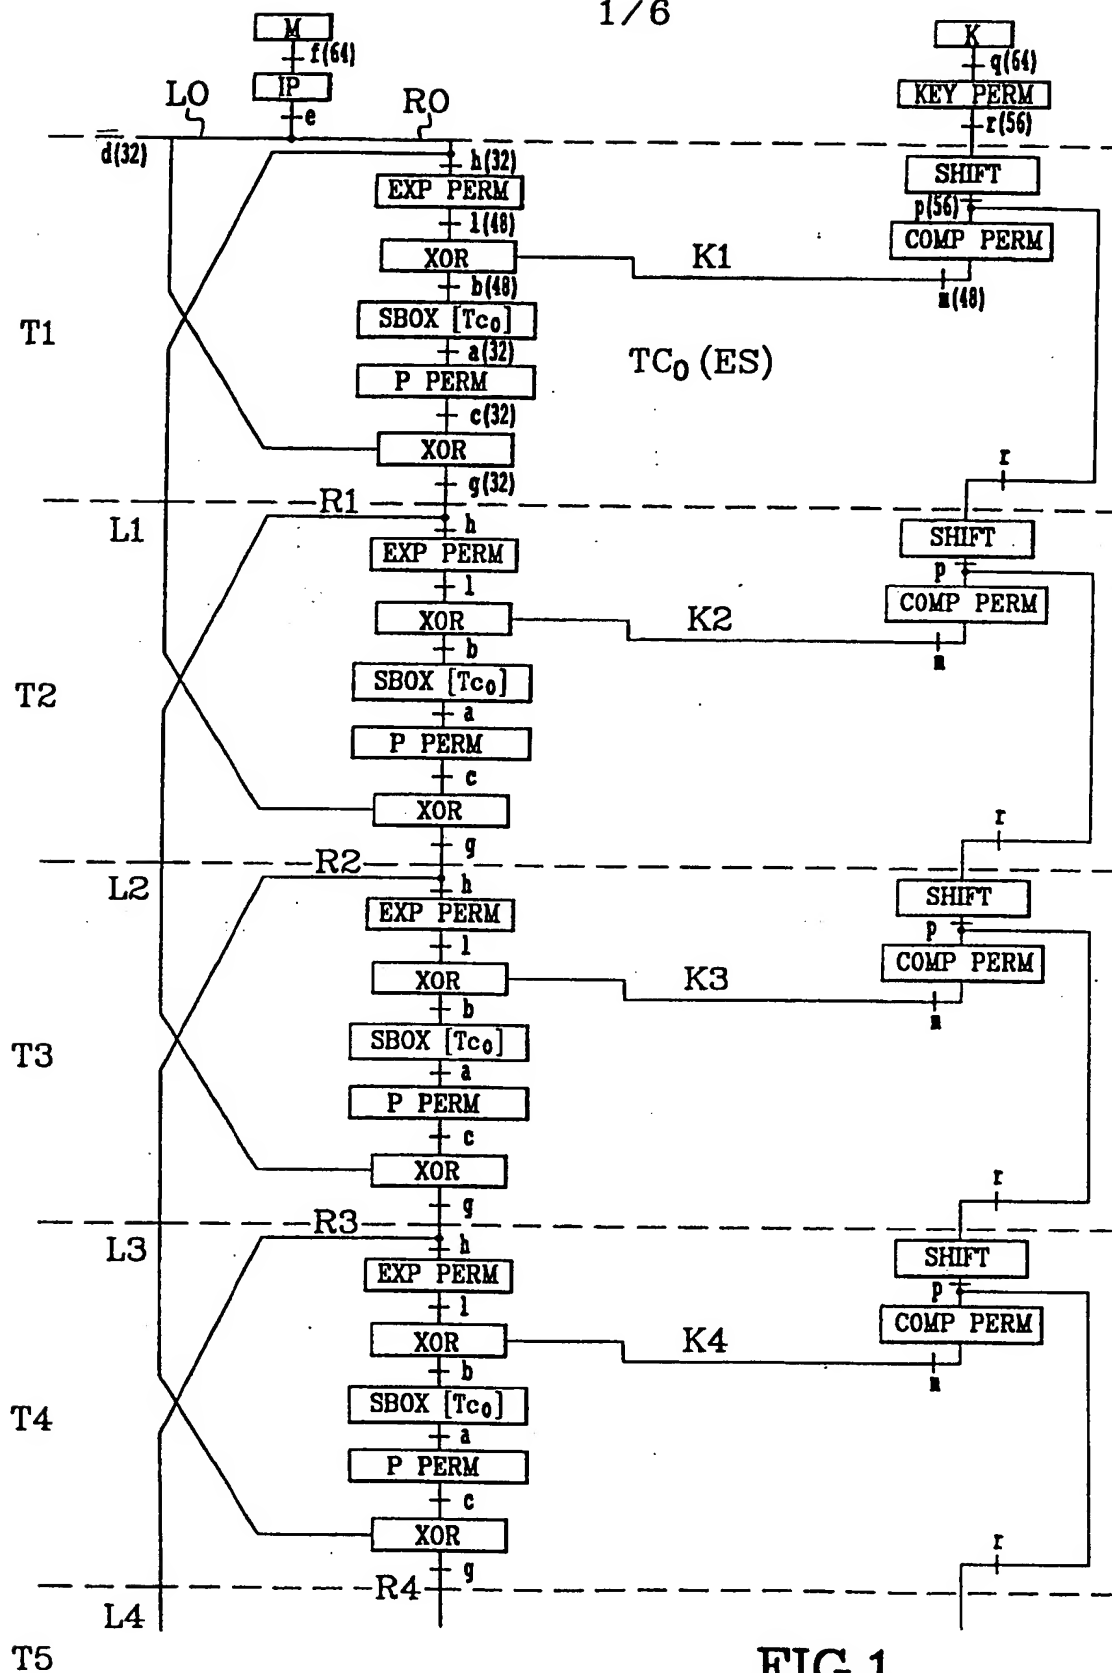 1/6
M
K
f(64)
q(64)
IP
KEY PERM
L0
R0
e
r(56)
d(32)
h(32)
SHIFT
EXP PERM
p(56)
l(48)
COMP PERM
XOR
K1
b(48)
m(48)
SBOX [Tc0]
T1
a(32)
TC0 (ES)
P PERM
c(32)
XOR
r
g(32)
R1
L1
h
SHIFT
EXP PERM
p
l
COMP PERM
XOR
K2
b
m
SBOX [Tc0]
T2
a
P PERM
c
XOR
r
g
R2
L2
h
SHIFT
EXP PERM
p
l
COMP PERM
XOR
K3
b
m
SBOX [Tc0]
T3
a
P PERM
c
XOR
r
g
R3
L3
h
SHIFT
EXP PERM
p
l
COMP PERM
XOR
K4
b
m
SBOX [Tc0]
T4
a
P PERM
c
XOR
r
g
R4
L4
T5
FIG.1